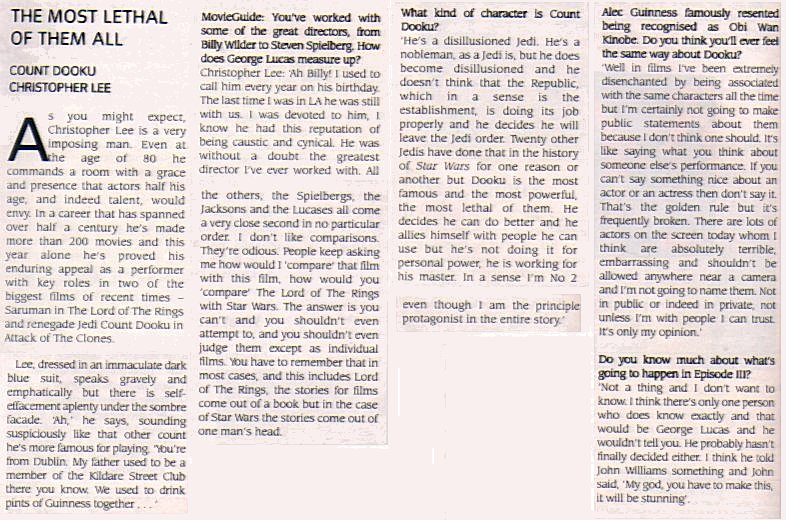 THE MOST LETHAL
OF THEM ALL
COUNT DOOKU
CHRISTOPHER LEE
As you might expect,
Christopher Lee is a very
imposing man. Even at
the age of 80 he
commands a room with a grace
and presence that actors half his
age, and indeed talent, would
envy. In a career that has spanned
over half a century he's made
more than 200 movies and this
year alone he's proved his
enduring appeal as a performer
with key roles in two of the
biggest films of recent times –
Saruman in The Lord of The Rings
and renegade Jedi Count Dooku in
Attack of The Clones.
Lee, dressed in an immaculate dark
blue suit, speaks gravely and
emphatically but there is self-
effacement aplenty under the sombre
facade. 'Ah,' he says, sounding
suspiciously like that other count
he's more famous for playing, 'You're
from Dublin. My father used to be a
member of the Kildare Street Club
there you know. We used to drink
pints of Guinness together . . . '
MovieGuide: You've worked with
some of the great directors, from
Billy Wilder to Steven Spielberg. How
does George Lucas measure up?
Christopher Lee: 'Ah Billy! I used to
call him every year on his birthday.
The last time I was in LA he was still
with us. I was devoted to him, I
know he had this reputation of
being caustic and cynical. He was
without a doubt the greatest
director I've ever worked with. All
the others, the Spielbergs, the
Jacksons and the Lucases all come
a very close second in no particular
order. I don't like comparisons.
They're odious. People keep asking
me how would I 'compare' that film
with this film, how would you
'compare' The Lord of The Rings
with Star Wars. The answer is you
can't and you shouldn't even
attempt to, and you shouldn't even
judge them except as individual
films. You have to remember that in
most cases, and this includes Lord
of The Rings, the stories for films
come out of a book but in the case
of Star Wars the stories come out of
one man's head.
What kind of character is Count
Dooku?
'He's a disillusioned Jedi. He's a
nobleman, as a Jedi is, but he does
become disillusioned and he
doesn't think that the Republic,
which in a sense is the
establishment, is doing its job
properly and he decides he will
leave the Jedi order. Twenty other
Jedis have done that in the history
of Star Wars for one reason or
another but Dooku is the most
famous and the most powerful,
the most lethal of them. He
decides he can do better and he
allies himself with people he can
use but he's not doing it for
personal power, he is working for
his master. In a sense I'm No 2
even though I am the principle
protagonist in the entire story.'
Alec Guinness famously resented
being recognised as Obi Wan
Kinobe. Do you think you'll ever feel
the same way about Dooku?
'Well in films I've been extremely
disenchanted by being associated
with the same characters all the time
but I'm certainly not going to make
public statements about them
because I don't think one should. It's
like saying what you think about
someone else's performance. If you
can't say something nice about an
actor or an actress then don't say it.
That's the golden rule but it's
frequently broken. There are lots of
actors on the screen today whom I
think are absolutely terrible,
embarrassing and shouldn't be
allowed anywhere near a camera
and I'm not going to name them. Not
in public or indeed in private, not
unless I'm with people I can trust.
It's only my opinion.'
Do you know much about what's
going to happen in Episode III?
'Not a thing and I don't want to
know. I think there's only one person
who does know exactly and that
would be George Lucas and he
wouldn't tell you. He probably hasn't
finally decided either. I think he told
John Williams something and John
said, 'My god, you have to make this,
it will be stunning'.